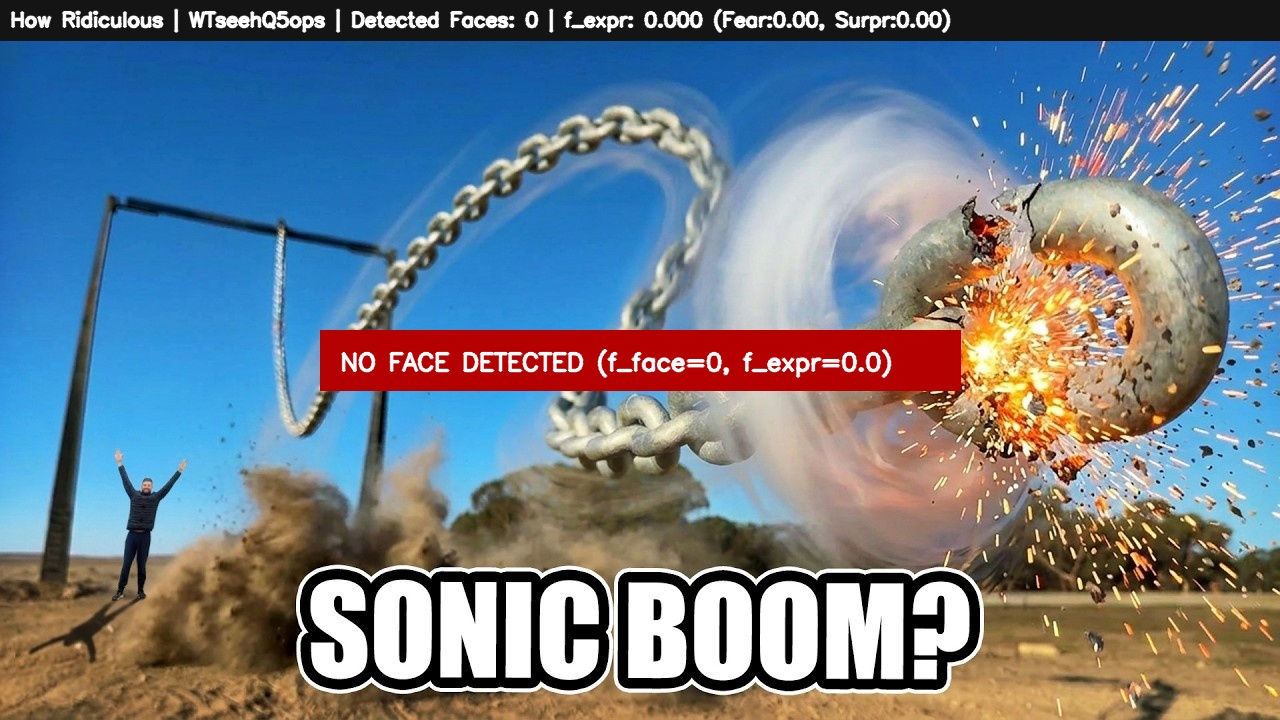 How Ridiculous | WTseehQ5ops | Detected Faces: 0 | f_expr: 0.000 (Fear:0.00, Surpr:0.00)
NO FACE DETECTED (f_face=0, f_expr=0.0)
SONIC BOOM?